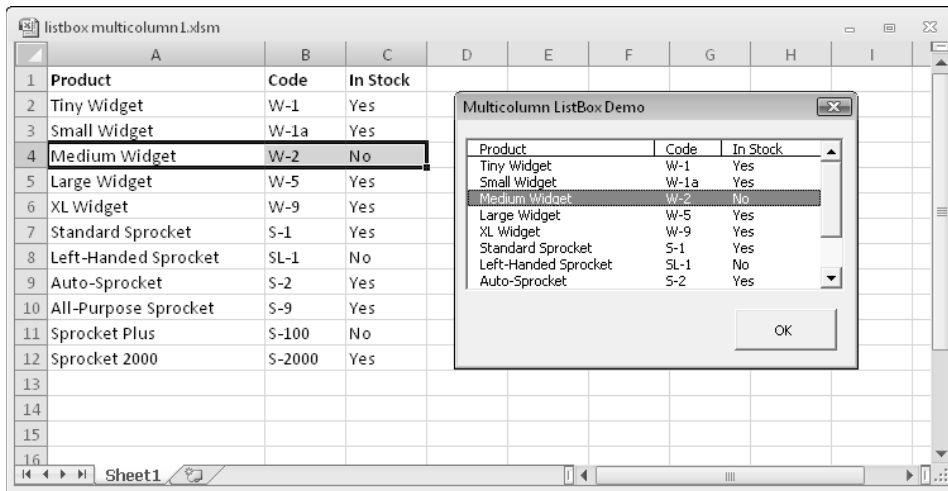 listbox multicolumn1.xlsm
A B C D E F G H I
1 Product Code In Stock
2 Tiny Widget W-1 Yes
3 Small Widget W-1a Yes
4 Medium Widget W-2 No
5 Large Widget W-5 Yes
6 XL Widget W-9 Yes
7 Standard Sprocket S-1 Yes
8 Left-Handed Sprocket SL-1 No
9 Auto-Sprocket S-2 Yes
10 All-Purpose Sprocket S-9 Yes
11 Sprocket Plus S-100 No
12 Sprocket 2000 S-2000 Yes
13
14
15
16
Sheet1
Multicolumn ListBox Demo
Product Code In Stock
Tiny Widget W-1 Yes
Small Widget W-1a Yes
Medium Widget W-2 No
Large Widget W-5 Yes
XL Widget W-9 Yes
Standard Sprocket S-1 Yes
Left-Handed Sprocket SL-1 No
Auto-Sprocket S-2 Yes
OK